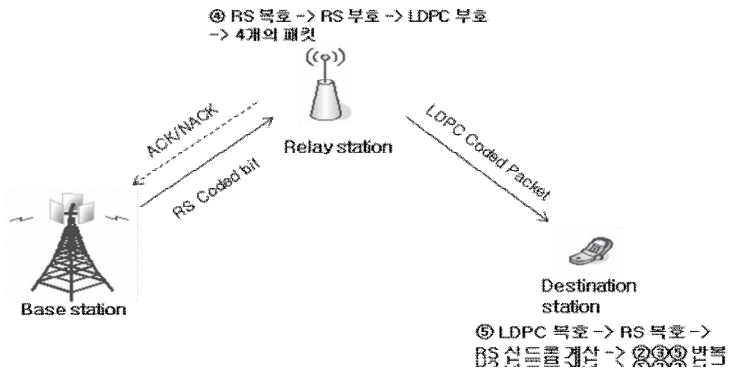 ④ RS 복호 -> RS 부호 -> LDPC 부호
-> 4개의 패킷
ACK/NACK
RS Coded bit
Relay station
LDPC Coded Packet
Base station
Destination
station
⑤ LDPC 복호 -> RS 복호 ->
RS 신드롬 계산 -> ②③⑤ 반복